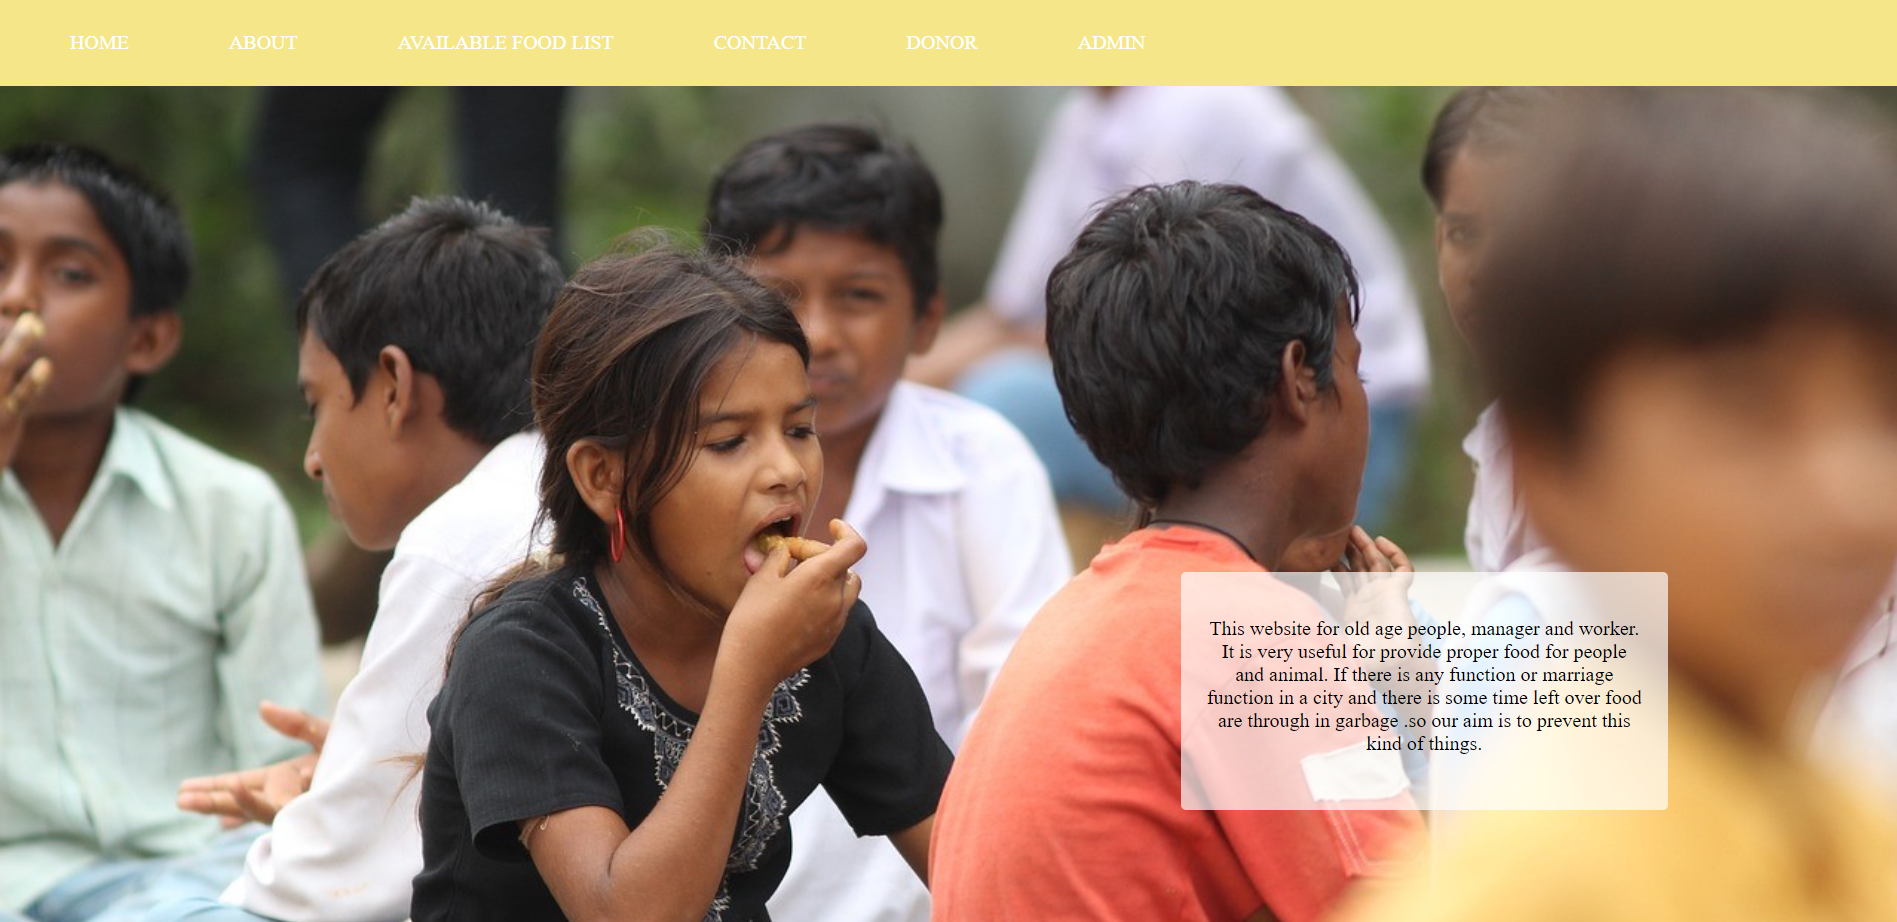 HOME ABOUT AVAILABLE FOOD LIST CONTACT DONOR ADMIN
This website for old age people, manager and worker.
It is very useful for provide proper food for people
and animal. If there is any function or marriage
function in a city and there is some time left over food
are through in garbage .so our aim is to prevent this
kind of things.